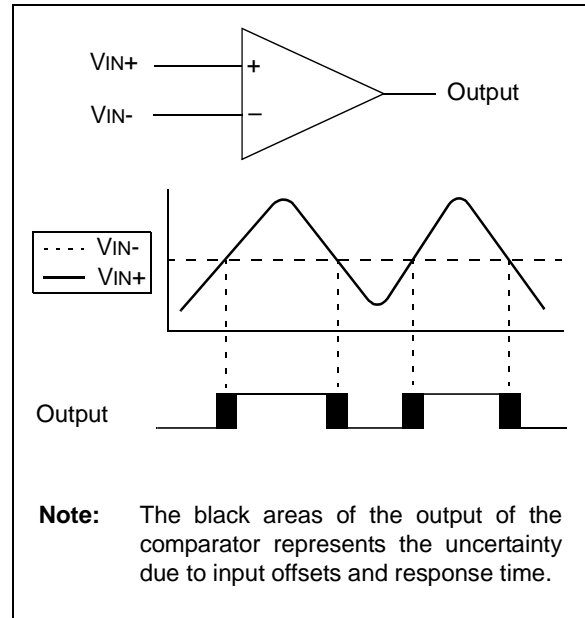 VIN+
+
Output
VIN-
–
VIN-
VIN+
Output
Note: The black areas of the output of the
comparator represents the uncertainty
due to input offsets and response time.